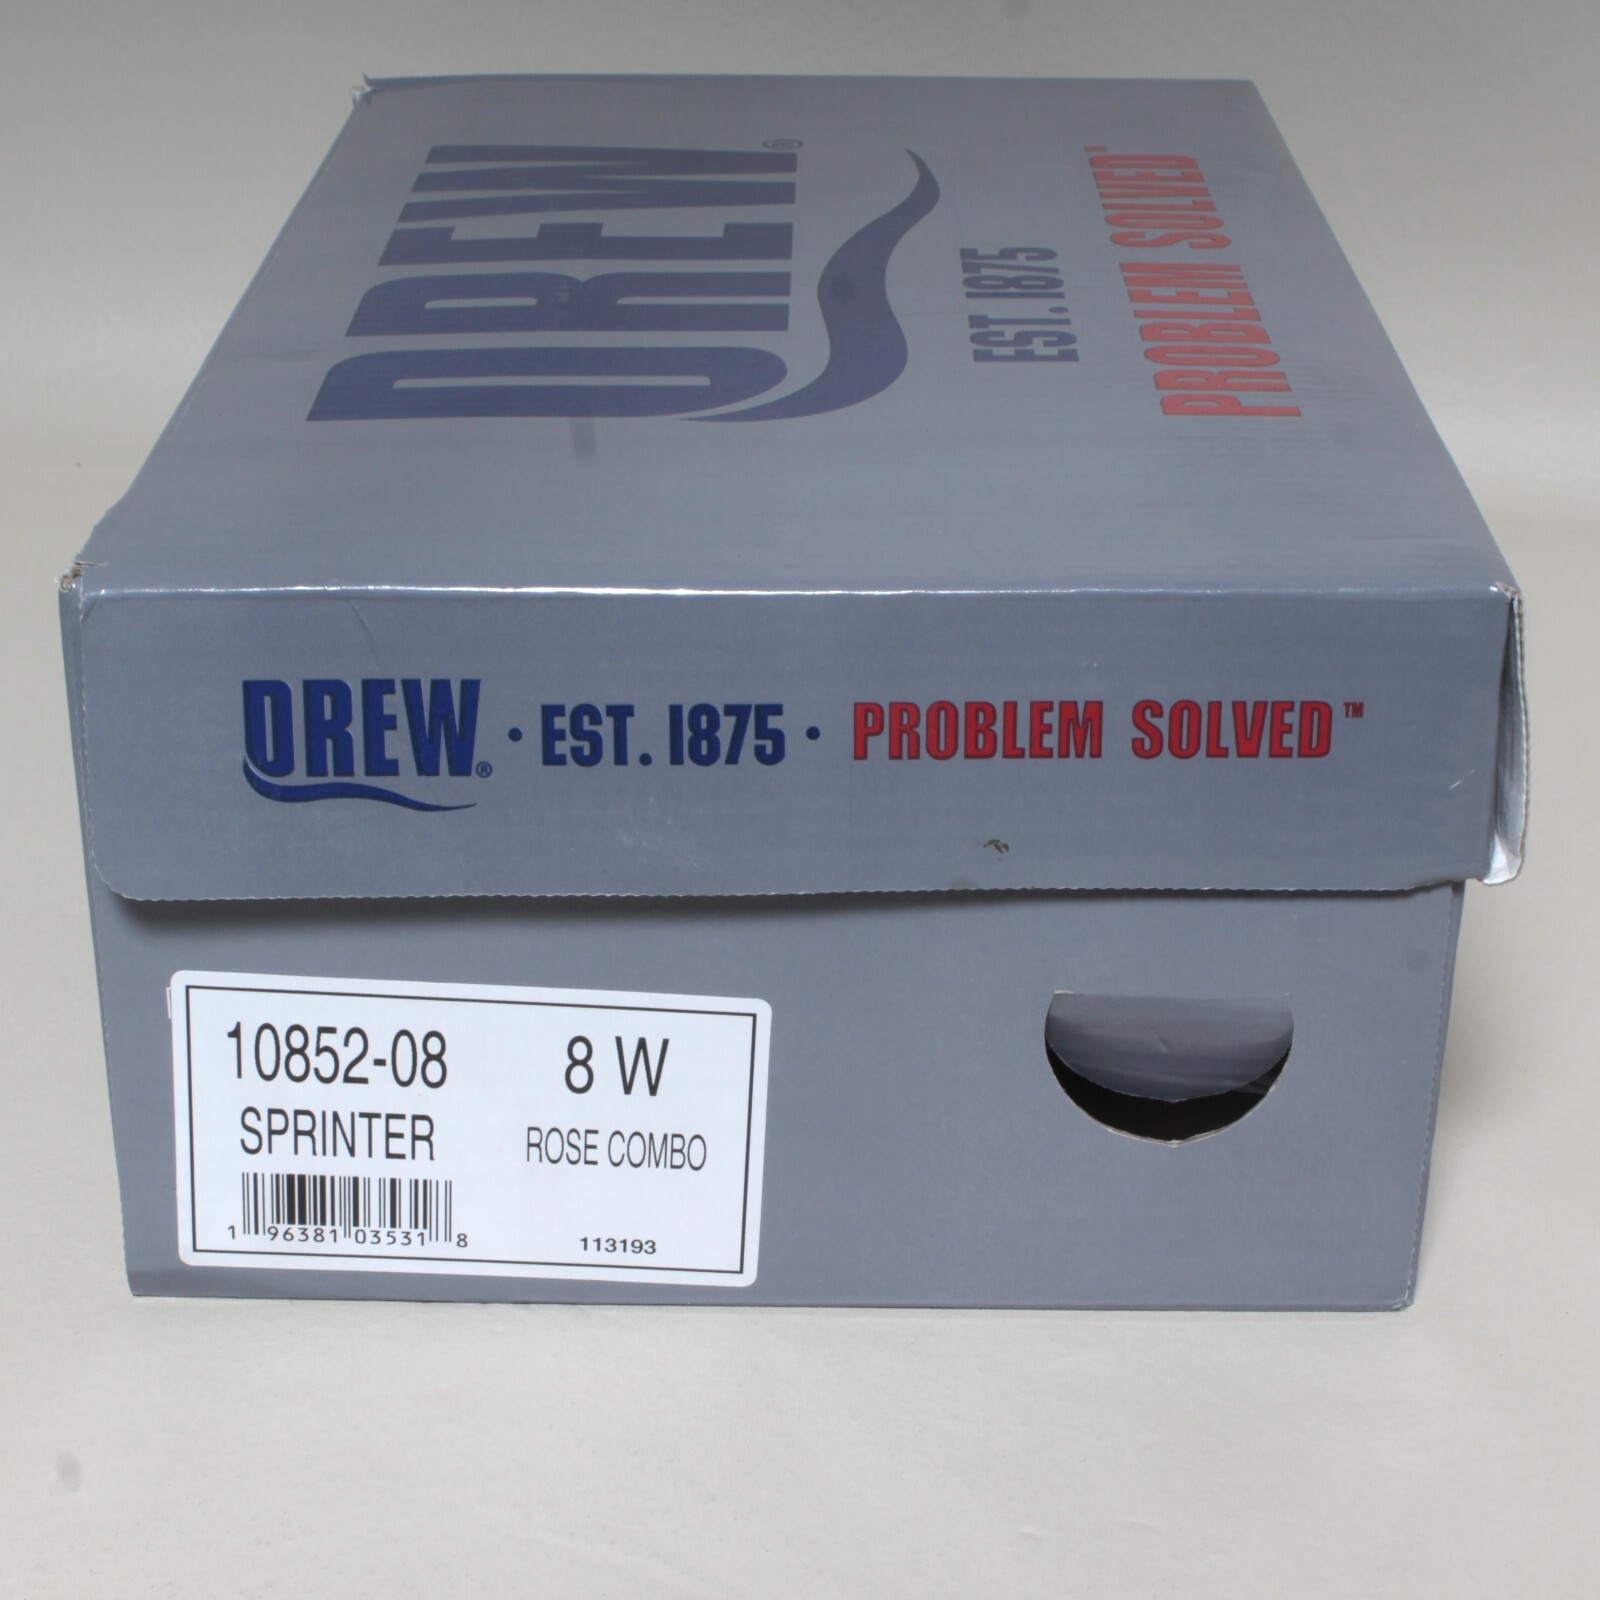 DREW®
EST. 1875
PROBLEM SOLVED™
DREW® · EST. 1875 · PROBLEM SOLVED™
10852-08 8 W
SPRINTER ROSE COMBO
1 96381 03531 8 113193